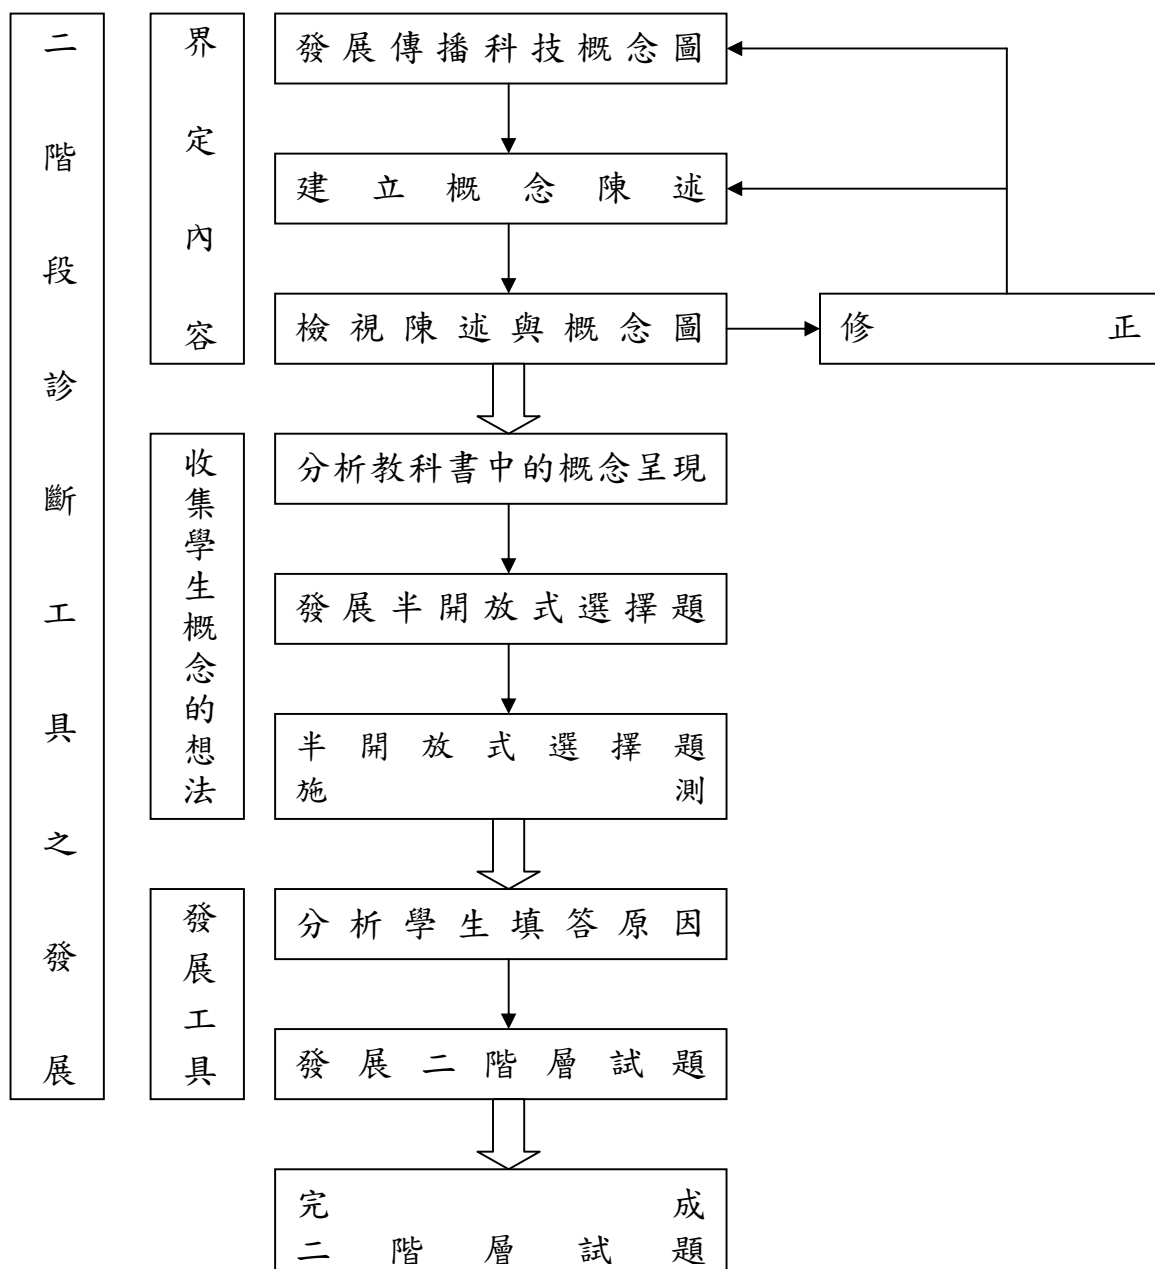 二階段診斷工具之發展
界定內容
發展傳播科技概念圖
建立概念陳述
檢視陳述與概念圖
修正
收集學生概念的想法
分析教科書中的概念呈現
發展半開放式選擇題
半開放式選擇題
施測
發展工具
分析學生填答原因
發展二階層試題
完成
二階層試題